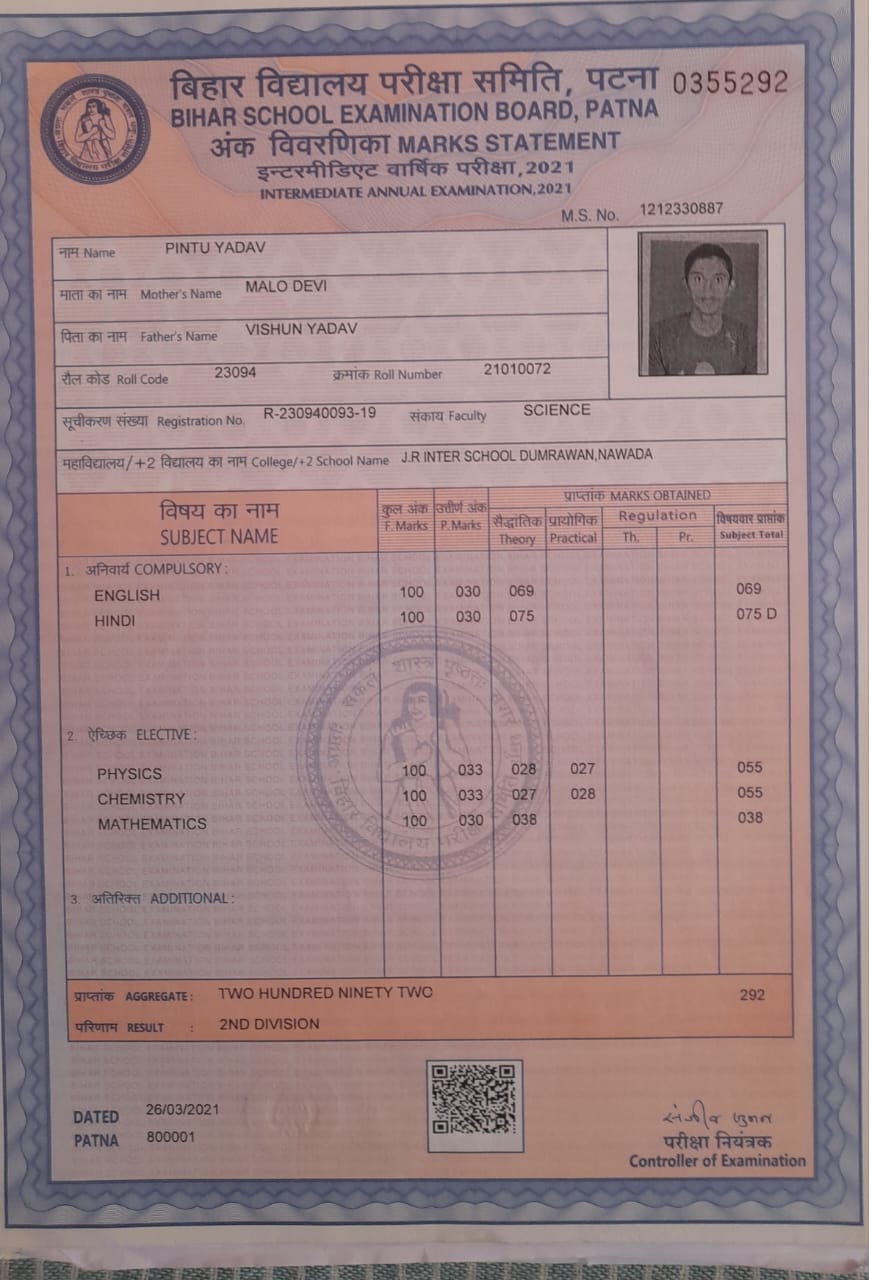 बिहार विद्यालय परीक्षा समिति, पटना 0355292
BIHAR SCHOOL EXAMINATION BOARD, PATNA
अंक विवरणिका MARKS STATEMENT
इन्टरमीडिएट वार्षिक परीक्षा,2021
INTERMEDIATE ANNUAL EXAMINATION,2021
M.S. No. 1212330887
नाम Name PINTU YADAV
माता का नाम Mother's Name MALO DEVI
पिता का नाम Father's Name VISHUN YADAV
रौल कोड Roll Code 23094 क्रमांक Roll Number 21010072
सूचीकरण संख्या Registration No. R-230940093-19 संकाय Faculty SCIENCE
महाविद्यालय/+2 विद्यालय का नाम College/+2 School Name J.R INTER SCHOOL DUMRAWAN,NAWADA
विषय का नाम कुल अंक उत्तीर्ण अंक प्राप्तांक MARKS OBTAINED
SUBJECT NAME F. Marks P. Marks सैद्धांतिक प्रायोगिक Regulation विषयवार प्राप्तांक
Theory Practical Th. Pr. Subject Total
1. अनिवार्य COMPULSORY:
ENGLISH 100 030 069 069
HINDI 100 030 075 075 D
2. ऐच्छिक ELECTIVE:
PHYSICS 100 033 028 027 055
CHEMISTRY 100 033 027 028 055
MATHEMATICS 100 030 038 038
3. अतिरिक्त ADDITIONAL:
प्राप्तांक AGGREGATE: TWO HUNDRED NINETY TWO 292
परिणाम RESULT : 2ND DIVISION
DATED 26/03/2021
PATNA 800001
परीक्षा नियंत्रक
Controller of Examination